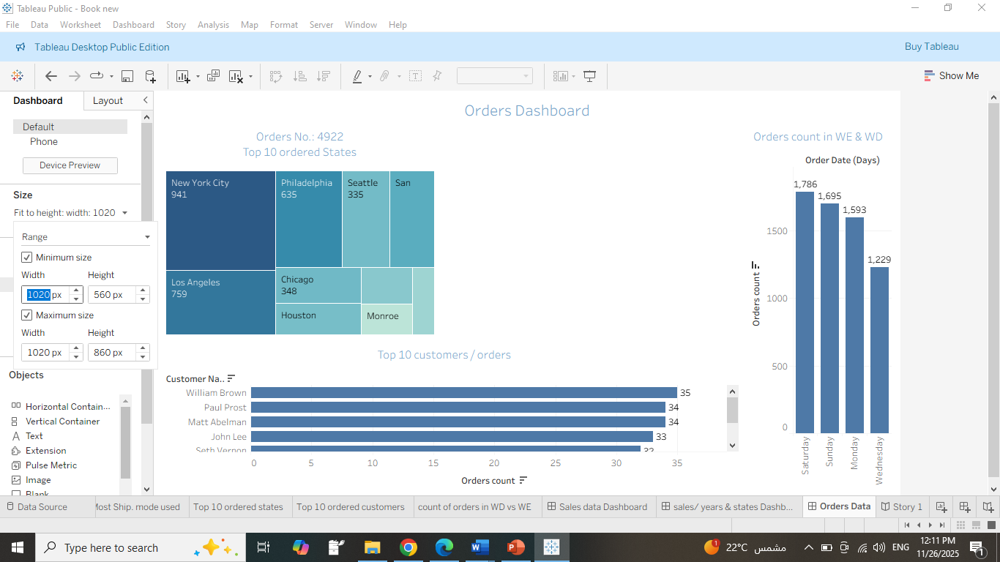 Tableau Public - Book new
File Data Worksheet Dashboard Story Analysis Map Format Server Window Help
Tableau Desktop Public Edition
Buy Tableau
Show Me
Dashboard
Layout
Default
Phone
Device Preview
Size
Fit to height: width: 1020
Range
Minimum size
Width Height
1020 px 560 px
Maximum size
Width Height
1020 px 860 px
Objects
Horizontal Contain...
Vertical Container
Text
Extension
Pulse Metric
Image
Blank
Orders Dashboard
Orders No.: 4922
Top 10 ordered States
New York City
941
Philadelphia
635
Seattle
335
San
Los Angeles
759
Chicago
348
Houston
Monroe
Top 10 customers / orders
Customer Na..
William Brown 35
Paul Prost 34
Matt Abelman 34
John Lee 33
Seth Vernon 32
0 5 10 15 20 25 30 35
Orders count
Orders count in WE & WD
Order Date (Days)
1,786
1,695
1,593
1,229
1500
1000
500
0
Orders count
Saturday
Sunday
Monday
Wednesday
Data Source
Most Ship. mode used
Top 10 ordered states
Top 10 ordered customers
count of orders in WD vs WE
Sales data Dashboard
sales/ years & states Dashb...
Orders Data
Story 1
Type here to search
1
22°C مشمس
ENG
12:11 PM
11/26/2025
1